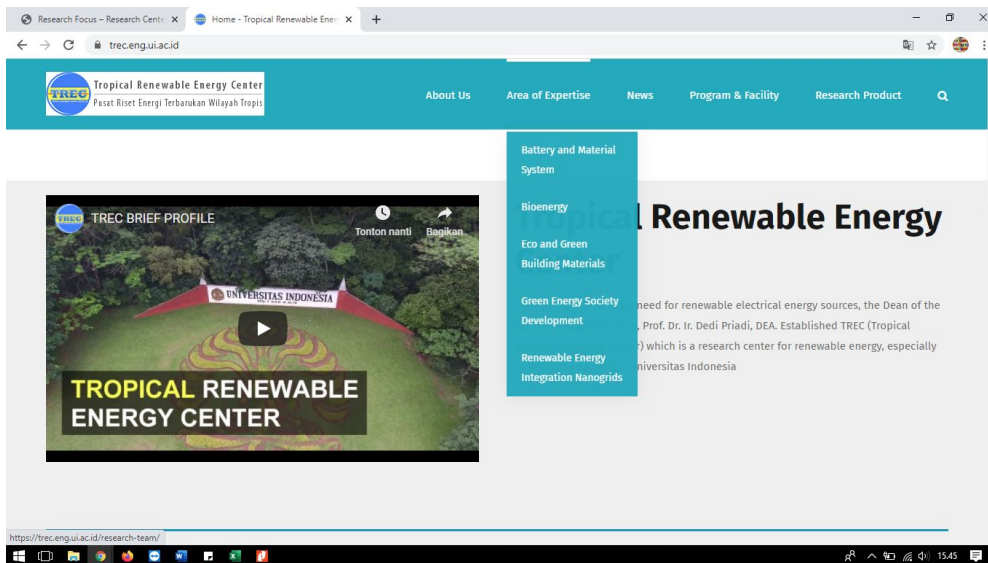 Research Focus – Research Cente
Home - Tropical Renewable Ener
trec.eng.ui.ac.id
TREC
Tropical Renewable Energy Center
Pusat Riset Energi Terbarukan Wilayah Tropis
About Us
Area of Expertise
News
Program & Facility
Research Product
Battery and Material
System
Bioenergy
Eco and Green
Building Materials
Green Energy Society
Development
Renewable Energy
Integration Nanogrids
TREC
TREC BRIEF PROFILE
Tonton nanti
Bagikan
UNIVERSITAS INDONESIA
TROPICAL RENEWABLE
ENERGY CENTER
Tropical Renewable Energy
need for renewable electrical energy sources, the Dean of the
, Prof. Dr. Ir. Dedi Priadi, DEA. Established TREC (Tropical
r) which is a research center for renewable energy, especially
niversitas Indonesia
https://trec.eng.ui.ac.id/research-team/
15.45